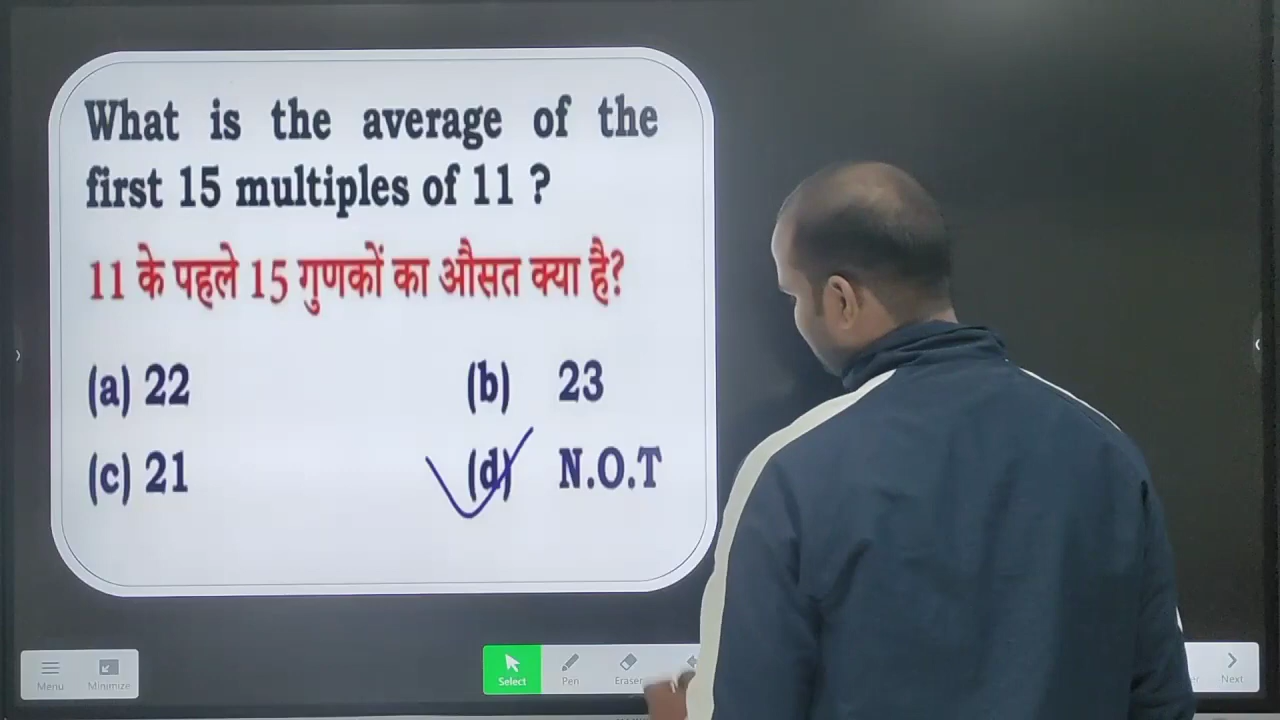 What is the average of the
first 15 multiples of 11 ?
11 के पहले 15 गुणकों का औसत क्या है?
(a) 22
(b) 23
(c) 21
(d) N.O.T
Menu
Minimize
Select
Pen
Eraser
Next